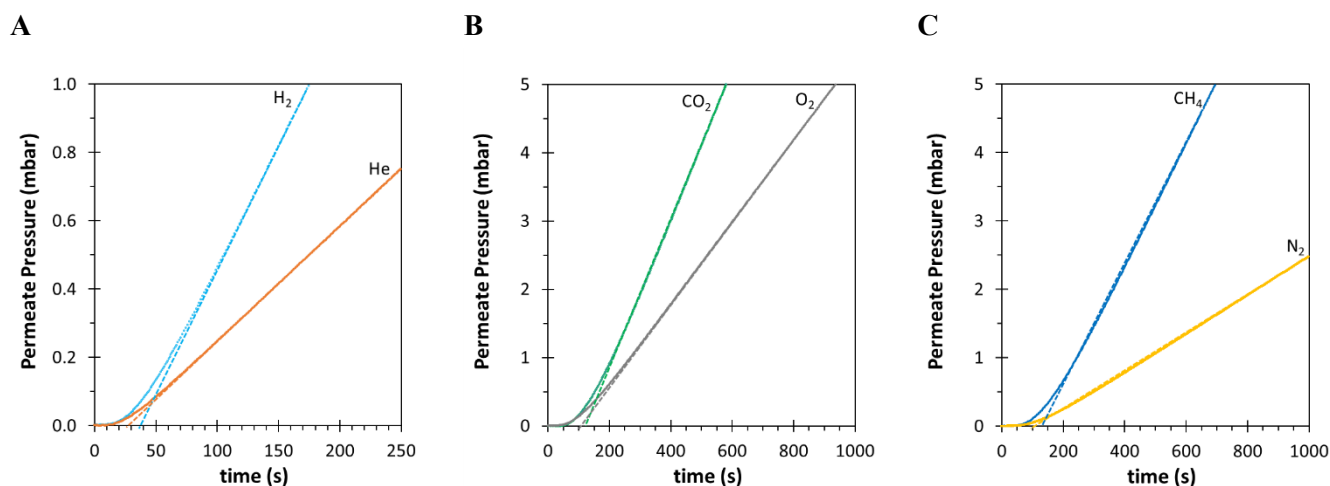 A
Permeate Pressure (mbar)
1.0
0.8
0.6
0.4
0.2
0.0
H₂
He
0 50 100 150 200 250
time (s)
B
Permeate Pressure (mbar)
5
4
3
2
1
0
CO₂ O₂
0 200 400 600 800 1000
time (s)
C
Permeate Pressure (mbar)
5
4
3
2
1
0
CH₄
N₂
0 200 400 600 800 1000
time (s)